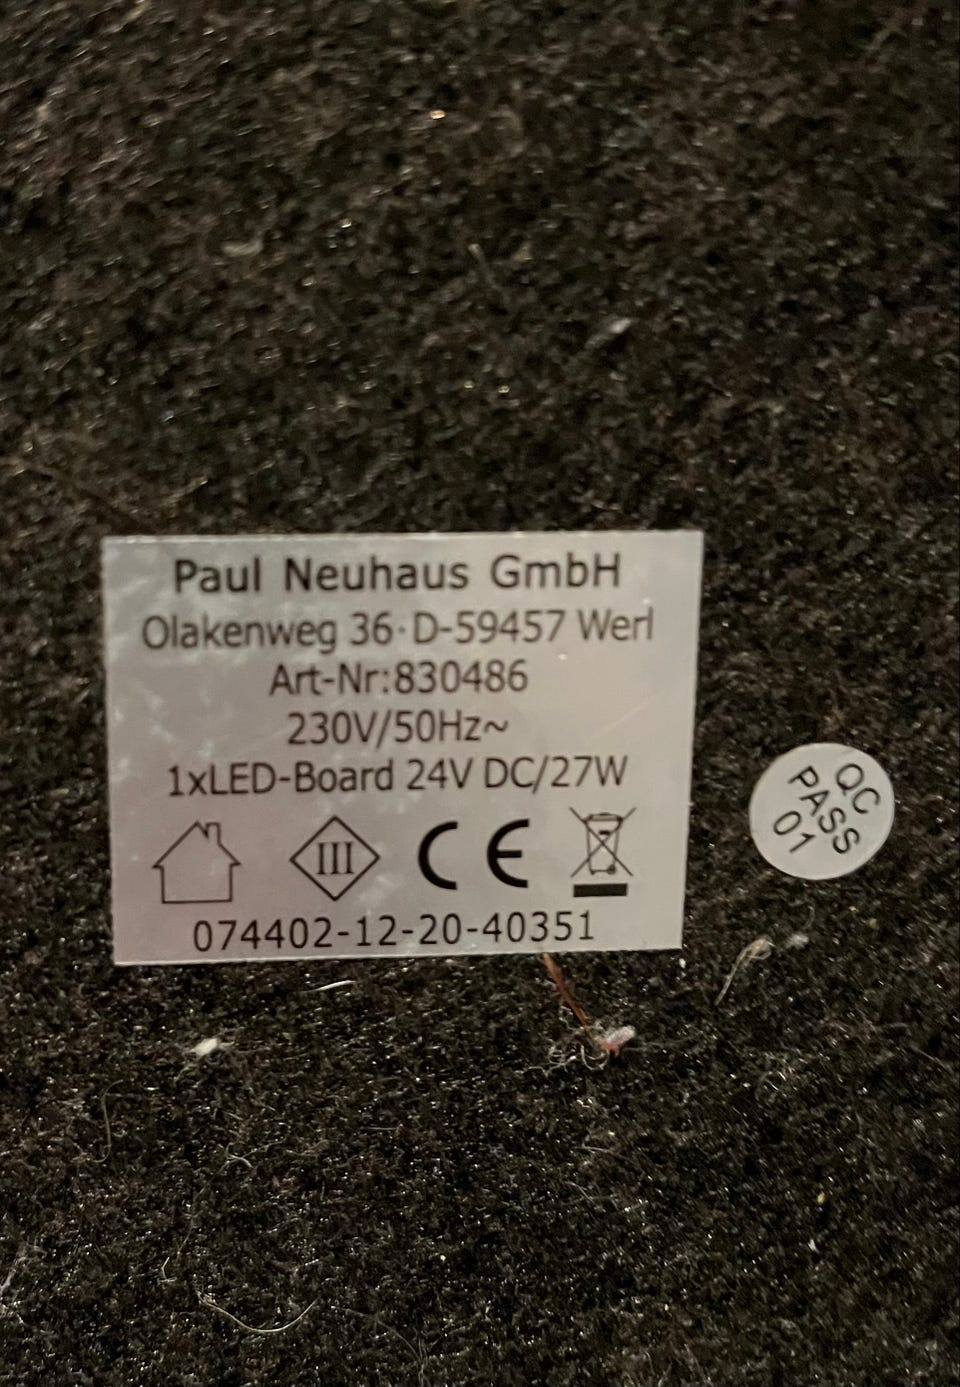 Paul Neuhaus GmbH
Olakenweg 36·D-59457 Werl
Art-Nr:830486
230V/50Hz~
1xLED-Board 24V DC/27W
III
CE
074402-12-20-40351
QC
PASS
01